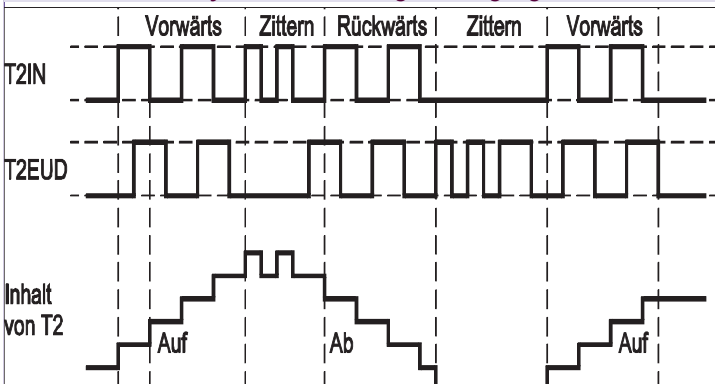 Vorwärts Zittern Rückwärts Zittern Vorwärts
T2IN
T2EUD
Inhalt
von T2
Auf Ab Auf